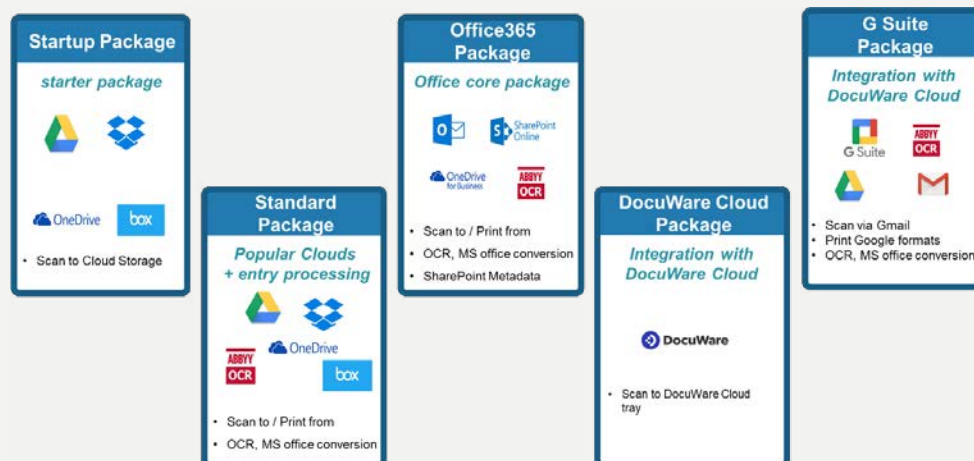 Startup Package
starter package
OneDrive
box
• Scan to Cloud Storage
Standard
Package
Popular Clouds
+ entry processing
OneDrive
ABBYY
OCR
box
• Scan to / Print from
• OCR, MS office conversion
Office365
Package
Office core package
O
S
SharePoint
Online
OneDrive
for Business
ABBYY
OCR
• Scan to / Print from
• OCR, MS office conversion
• SharePoint Metadata
DocuWare Cloud
Package
Integration with
DocuWare Cloud
DocuWare
• Scan to DocuWare Cloud
tray
G Suite
Package
Integration with
DocuWare Cloud
G Suite
ABBYY
OCR
• Scan via Gmail
• Print Google formats
• OCR, MS office conversion